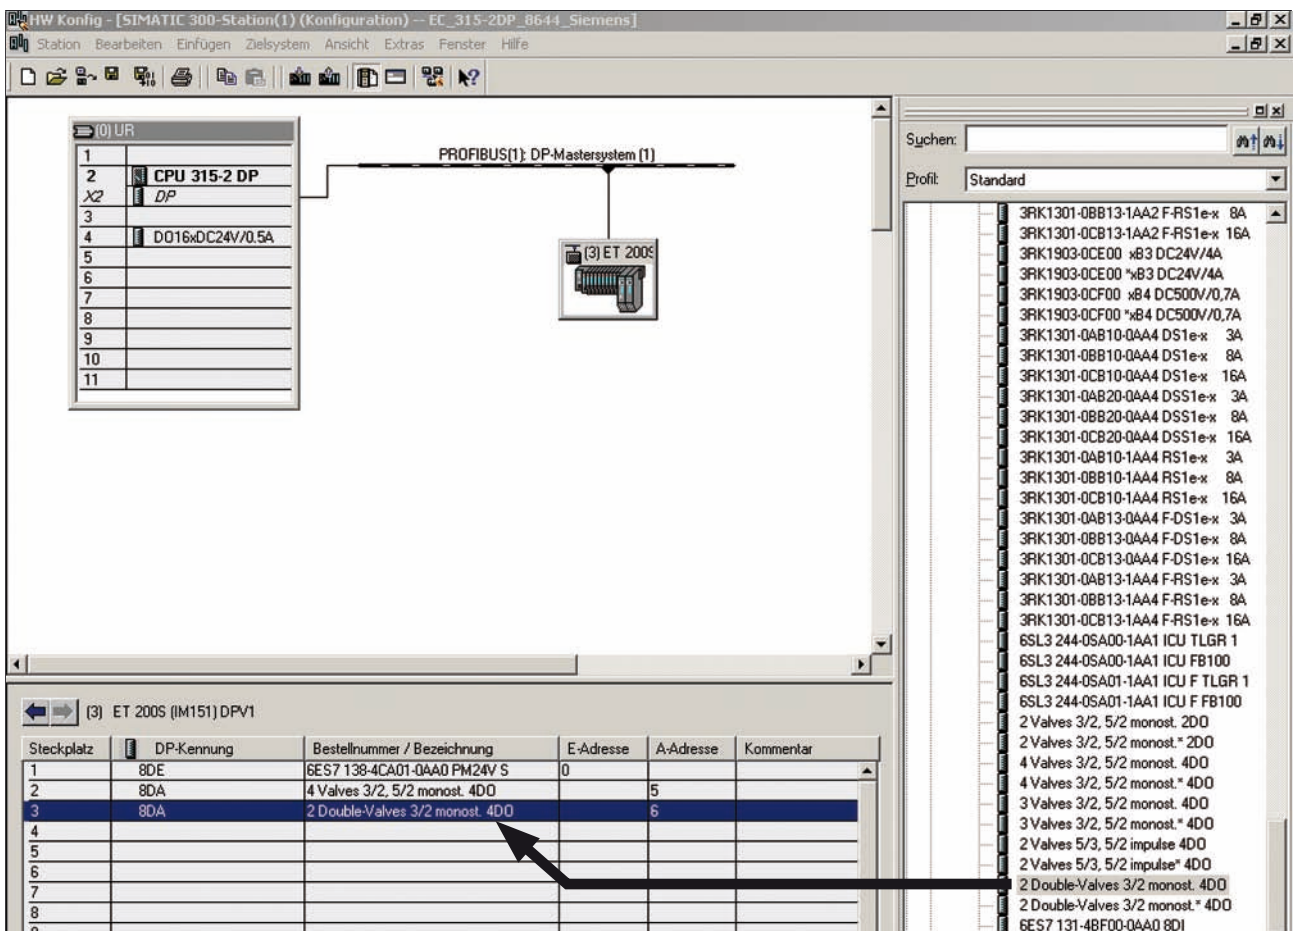 HW Konfig - [SIMATIC 300-Station(1) (Konfiguration) -- EC_315-2DP_8644_Siemens]
Station Bearbeiten Einfügen Zielsystem Ansicht Extras Fenster Hilfe
(0) UR
1
2 CPU 315-2 DP
X2 DP
3
4 DO16xDC24V/0.5A
5
6
7
8
9
10
11
PROFIBUS(1): DP-Mastersystem (1)
(3) ET 200S
Suchen:
Profil: Standard
3RK1301-0BB13-1AA2 F-RS1e-x 8A
3RK1301-0CB13-1AA2 F-RS1e-x 16A
3RK1903-0CE00 xB3 DC24V/4A
3RK1903-0CE00 *xB3 DC24V/4A
3RK1903-0CF00 xB4 DC500V/0,7A
3RK1903-0CF00 *xB4 DC500V/0,7A
3RK1301-0AB10-0AA4 DS1e-x 3A
3RK1301-0BB10-0AA4 DS1e-x 8A
3RK1301-0CB10-0AA4 DS1e-x 16A
3RK1301-0AB20-0AA4 DSS1e-x 3A
3RK1301-0BB20-0AA4 DSS1e-x 8A
3RK1301-0CB20-0AA4 DSS1e-x 16A
3RK1301-0AB10-1AA4 RS1e-x 3A
3RK1301-0BB10-1AA4 RS1e-x 8A
3RK1301-0CB10-1AA4 RS1e-x 16A
3RK1301-0AB13-0AA4 F-DS1e-x 3A
3RK1301-0BB13-0AA4 F-DS1e-x 8A
3RK1301-0CB13-0AA4 F-DS1e-x 16A
3RK1301-0AB13-1AA4 F-RS1e-x 3A
3RK1301-0BB13-1AA4 F-RS1e-x 8A
3RK1301-0CB13-1AA4 F-RS1e-x 16A
6SL3 244-0SA00-1AA1 ICU TLGR 1
6SL3 244-0SA00-1AA1 ICU FB100
6SL3 244-0SA01-1AA1 ICU F TLGR 1
6SL3 244-0SA01-1AA1 ICU F FB100
2 Valves 3/2, 5/2 monost. 2DO
2 Valves 3/2, 5/2 monost.* 2DO
4 Valves 3/2, 5/2 monost. 4DO
4 Valves 3/2, 5/2 monost.* 4DO
3 Valves 3/2, 5/2 monost. 4DO
3 Valves 3/2, 5/2 monost.* 4DO
2 Valves 5/3, 5/2 impulse 4DO
2 Valves 5/3, 5/2 impulse* 4DO
2 Double-Valves 3/2 monost. 4DO
2 Double-Valves 3/2 monost.* 4DO
6ES7 131-4BF00-0AA0 8DI
(3) ET 200S (IM151) DPV1
Steckplatz DP-Kennung Bestellnummer / Bezeichnung E-Adresse A-Adresse Kommentar
1 8DE 6ES7 138-4CA01-0AA0 PM24V S 0
2 8DA 4 Valves 3/2, 5/2 monost. 4DO 5
3 8DA 2 Double-Valves 3/2 monost. 4DO 6
4
5
6
7
8